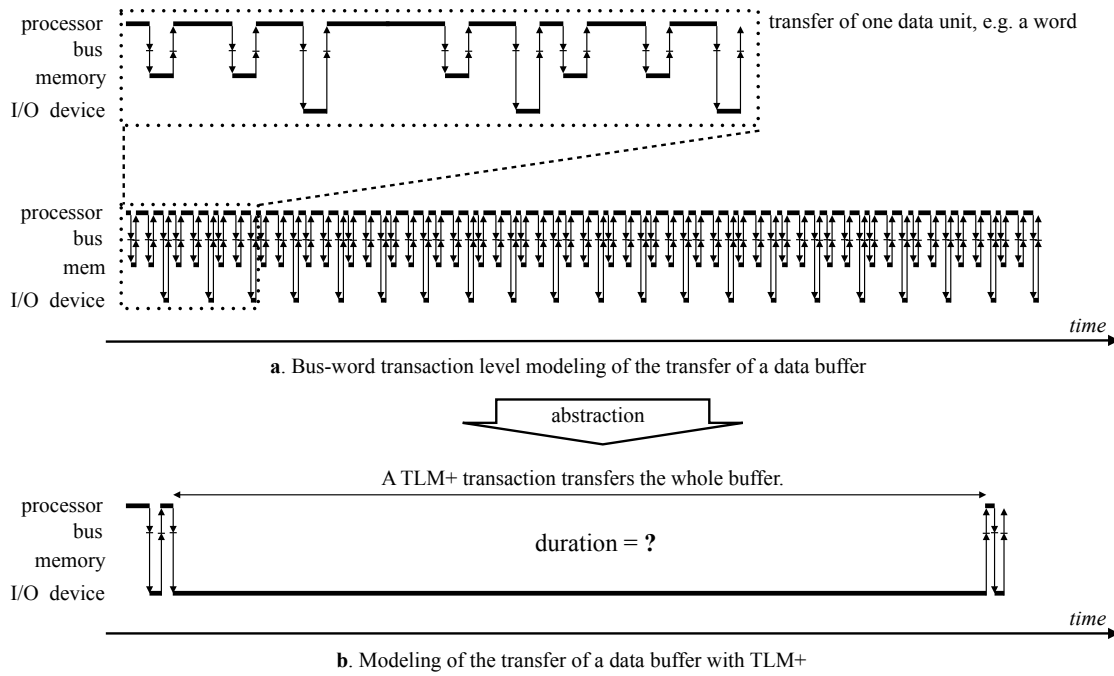 processor
transfer of one data unit, e.g. a word
bus
memory
I/O device
processor
bus
mem
I/O device
time
a. Bus-word transaction level modeling of the transfer of a data buffer
abstraction
A TLM+ transaction transfers the whole buffer.
processor
bus
duration = ?
memory
I/O device
time
b. Modeling of the transfer of a data buffer with TLM+